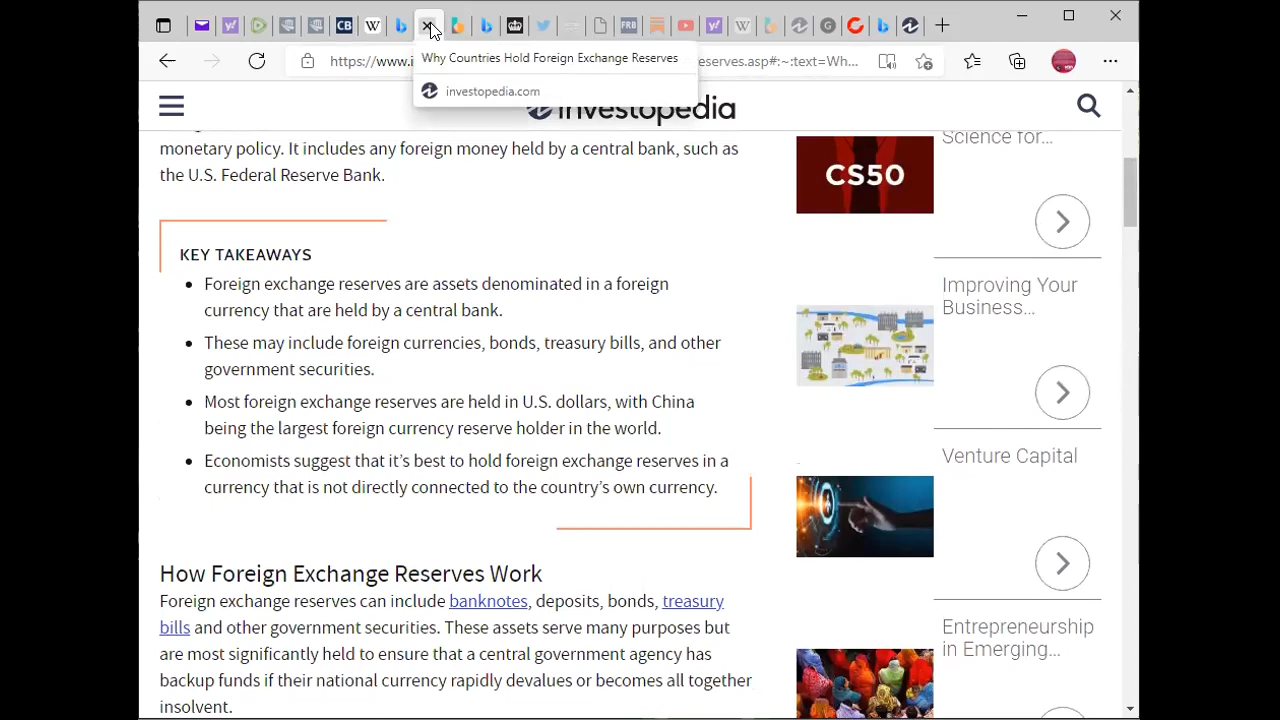 CB
W
FRB
W
G
Why Countries Hold Foreign Exchange Reserves
investopedia.com
https://www.i
eserves.asp#:~:text=Wh...
investopedia
monetary policy. It includes any foreign money held by a central bank, such as
the U.S. Federal Reserve Bank.
KEY TAKEAWAYS
Foreign exchange reserves are assets denominated in a foreign
currency that are held by a central bank.
These may include foreign currencies, bonds, treasury bills, and other
government securities.
Most foreign exchange reserves are held in U.S. dollars, with China
being the largest foreign currency reserve holder in the world.
Economists suggest that it’s best to hold foreign exchange reserves in a
currency that is not directly connected to the country’s own currency.
How Foreign Exchange Reserves Work
Foreign exchange reserves can include banknotes, deposits, bonds, treasury
bills and other government securities. These assets serve many purposes but
are most significantly held to ensure that a central government agency has
backup funds if their national currency rapidly devalues or becomes all together
insolvent.
Science for...
CS50
Improving Your
Business...
Venture Capital
Entrepreneurship
in Emerging...